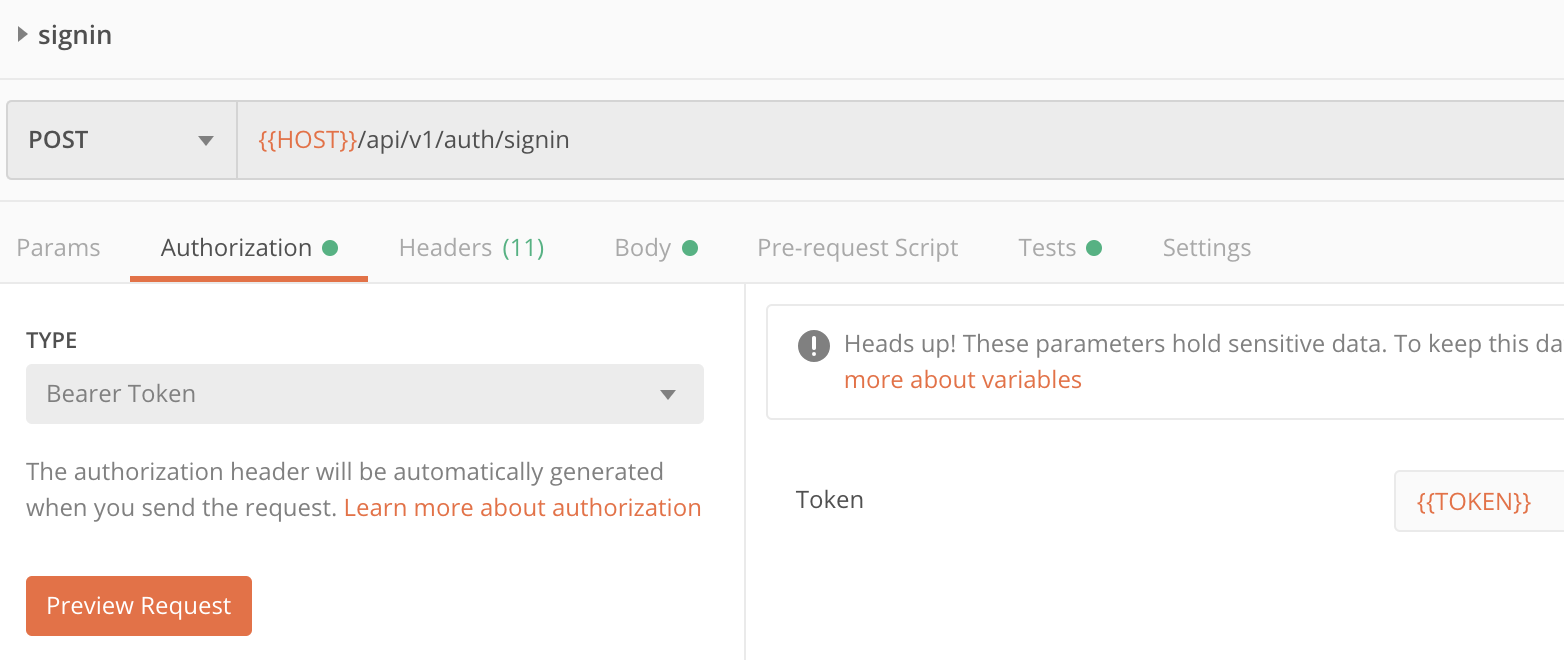 signin
POST
{{HOST}}/api/v1/auth/signin
Params Authorization Headers (11) Body Pre-request Script Tests Settings
TYPE
Bearer Token
The authorization header will be automatically generated
when you send the request. Learn more about authorization
Preview Request
Heads up! These parameters hold sensitive data. To keep this da
more about variables
Token
{{TOKEN}}